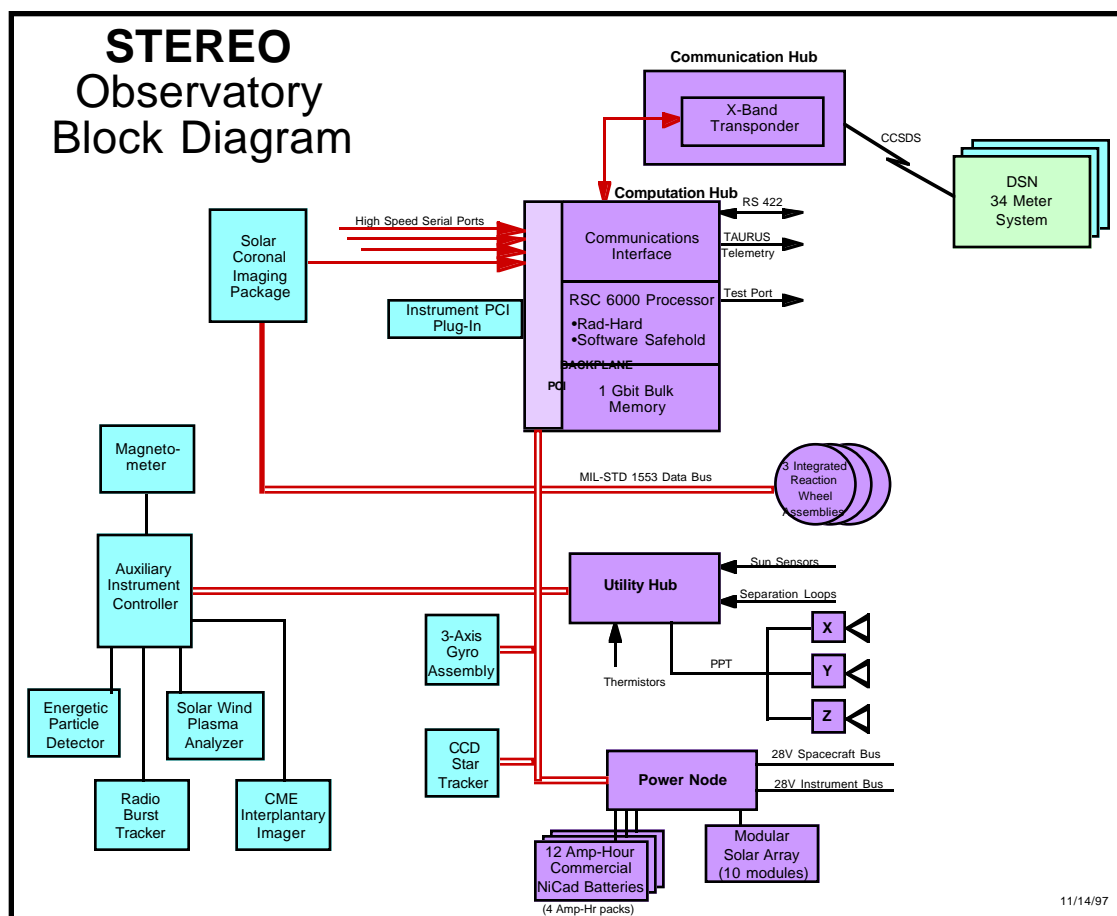 STEREO
Observatory
Block Diagram
Communication Hub
X-Band
Transponder
CCSDS
DSN
34 Meter
System
Computation Hub
RS 422
Solar
Coronal
Imaging
Package
High Speed Serial Ports
Communications
Interface
TAURUS
Telemetry
Instrument PCI
Plug-In
RSC 6000 Processor
•Rad-Hard
•Software Safehold
Test Port
BACKPLANE
PCI
1 Gbit Bulk
Memory
Magneto-
meter
MIL-STD 1553 Data Bus
3 Integrated
Reaction
Wheel
Assemblies
Auxiliary
Instrument
Controller
Utility Hub
Sun Sensors
Separation Loops
3-Axis
Gyro
Assembly
Thermistors
PPT
X
Y
Z
Energetic
Particle
Detector
Solar Wind
Plasma
Analyzer
CCD
Star
Tracker
Power Node
28V Spacecraft Bus
28V Instrument Bus
Radio
Burst
Tracker
CME
Interplantary
Imager
12 Amp-Hour
Commercial
NiCad Batteries
(4 Amp-Hr packs)
Modular
Solar Array
(10 modules)
11/14/97